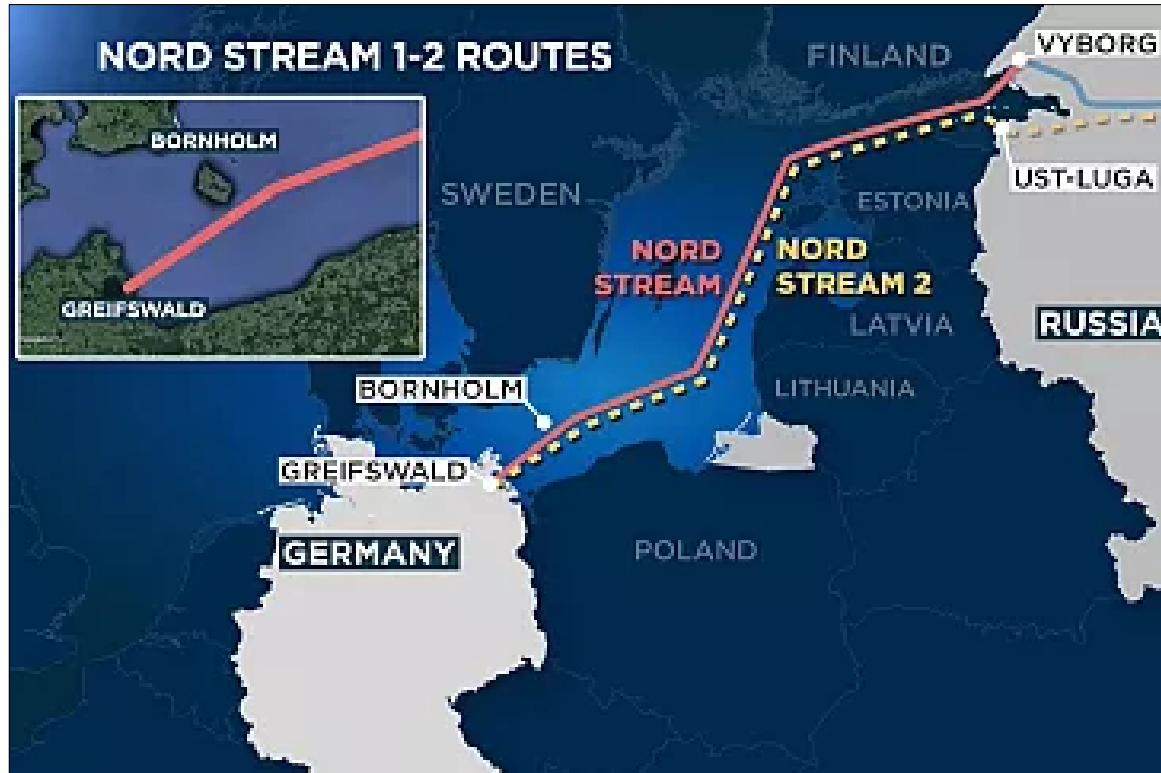 NORD STREAM 1-2 ROUTES
FINLAND
VYBORG
BORNHOLM
SWEDEN
UST-LUGA
ESTONIA
NORD
STREAM
NORD
STREAM 2
GREIFSWALD
LATVIA
RUSSIA
BORNHOLM
LITHUANIA
GREIFSWALD
GERMANY
POLAND